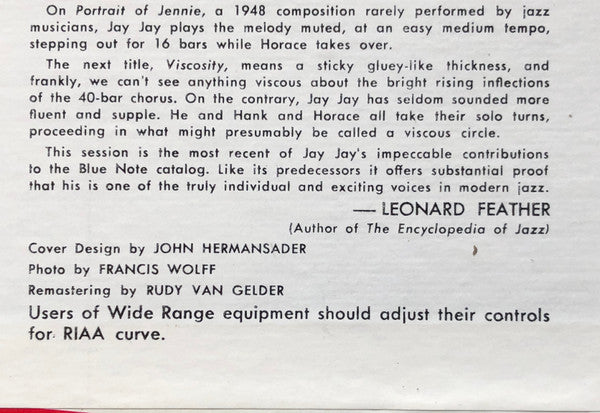 On Portrait of Jennie, a 1948 composition rarely performed by jazz
musicians, Jay Jay plays the melody muted, at an easy medium tempo,
stepping out for 16 bars while Horace takes over.
The next title, Viscosity, means a sticky gluey-like thickness, and
frankly, we can't see anything viscous about the bright rising inflections
of the 40-bar chorus. On the contrary, Jay Jay has seldom sounded more
fluent and supple. He and Hank and Horace all take their solo turns,
proceeding in what might presumably be called a viscous circle.
This session is the most recent of Jay Jay's impeccable contributions
to the Blue Note catalog. Like its predecessors it offers substantial proof
that his is one of the truly individual and exciting voices in modern jazz.
— LEONARD FEATHER
(Author of The Encyclopedia of Jazz)
Cover Design by JOHN HERMANSADER
Photo by FRANCIS WOLFF
Remastering by RUDY VAN GELDER
Users of Wide Range equipment should adjust their controls
for RIAA curve.